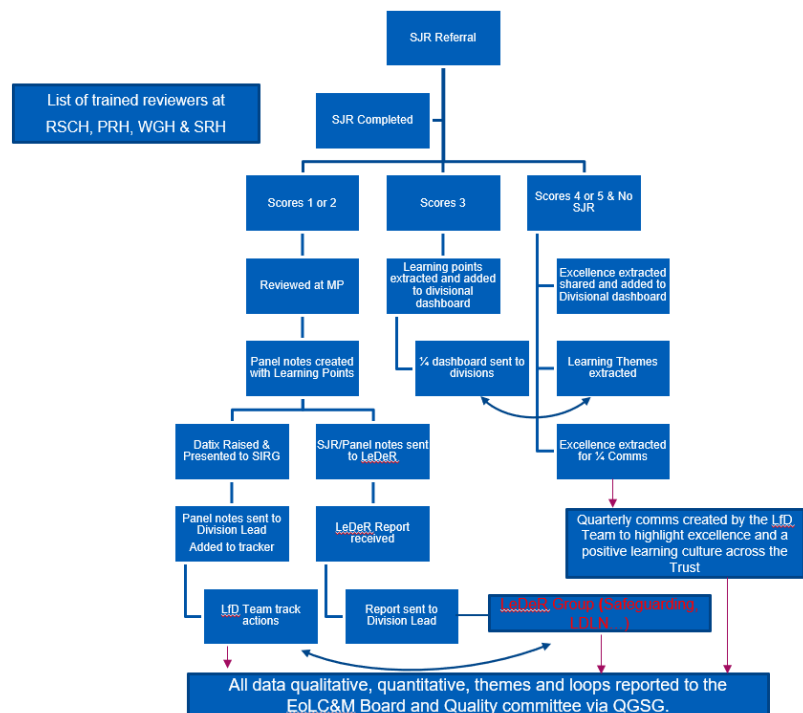 SJR Referral
List of trained reviewers at
RSCH, PRH, WGH & SRH
SJR Completed
Scores 1 or 2
Scores 3
Scores 4 or 5 & No
SJR
Reviewed at MP
Learning points
extracted and added
to divisional
dashboard
Excellence extracted
shared and added to
Divisional dashboard
Panel notes created
with Learning Points
¼ dashboard sent to
divisions
Learning Themes
extracted
Datix Raised &
Presented to SIRG
SJR/Panel notes sent
to LeDeR
Excellence extracted
for ¼ Comms
Panel notes sent to
Division Lead
Added to tracker
LeDeR Report
received
Quarterly comms created by the LfD
Team to highlight excellence and a
positive learning culture across the
Trust
LfD Team track
actions
Report sent to
Division Lead
LeDeR Group (Safeguarding,
LDLN...)
All data qualitative, quantitative, themes and loops reported to the
EoLC&M Board and Quality committee via QGSG.